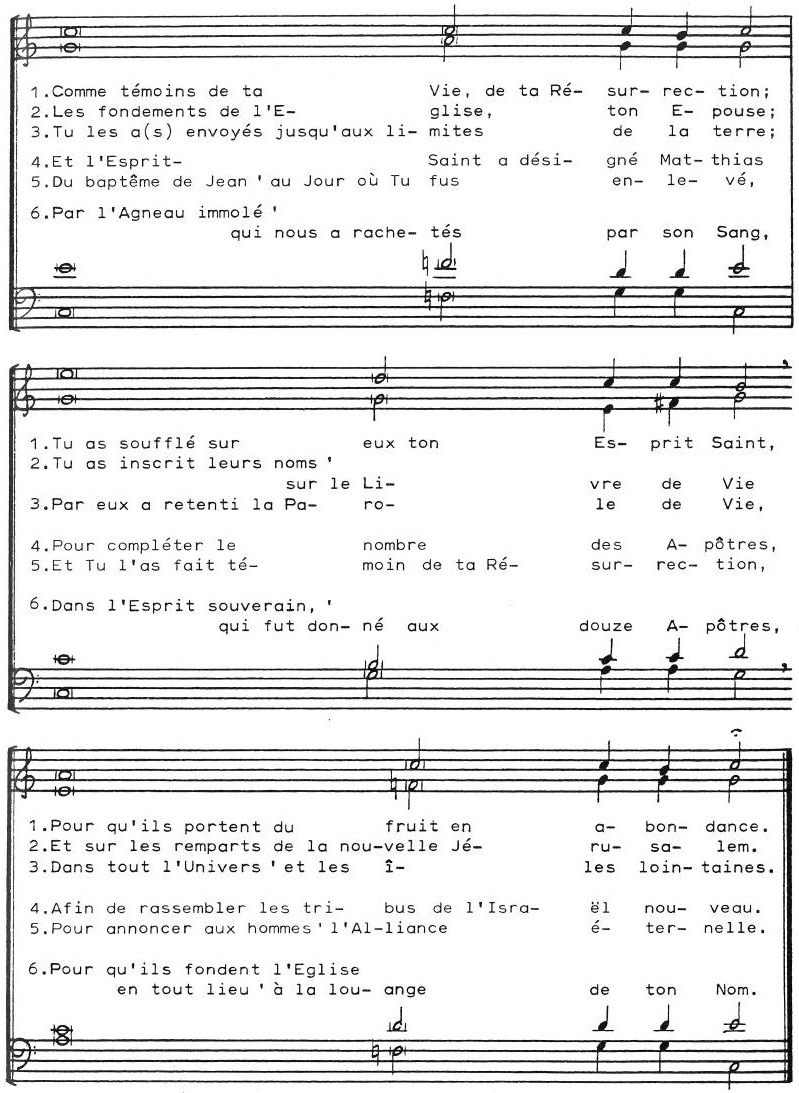 1.Comme témoins de ta Vie, de ta Ré- sur- rec- tion;
2.Les fondements de l'E- glise, ton E- pouse;
3.Tu les a(s) envoyés jusqu'aux li- mites de la terre;
4.Et l'Esprit- Saint a dési- gné Mat- thias
5.Du baptême de Jean ' au Jour où Tu fus en- le- vé,
6.Par l'Agneau immolé '
qui nous a rache- tés par son Sang,
1.Tu as soufflé sur eux ton Es- prit Saint,
2.Tu as inscrit leurs noms '
sur le Li- vre de Vie
3.Par eux a retenti la Pa- ro- le de Vie,
4.Pour compléter le nombre des A- pôtres,
5.Et Tu l'as fait té- moin de ta Ré- sur- rec- tion,
6.Dans l'Esprit souverain, '
qui fut don- né aux douze A- pôtres,
1.Pour qu'ils portent du fruit en a- bon- dance.
2.Et sur les remparts de la nou-velle Jé- ru- sa- lem.
3.Dans tout l'Univers ' et les î- les loin- taines.
4.Afin de rassembler les tri- bus de l'Isra- ël nou- veau.
5.Pour annoncer aux hommes ' l'Al-liance é- ter- nelle.
6.Pour qu'ils fondent l'Eglise
en tout lieu ' à la lou- ange de ton Nom.